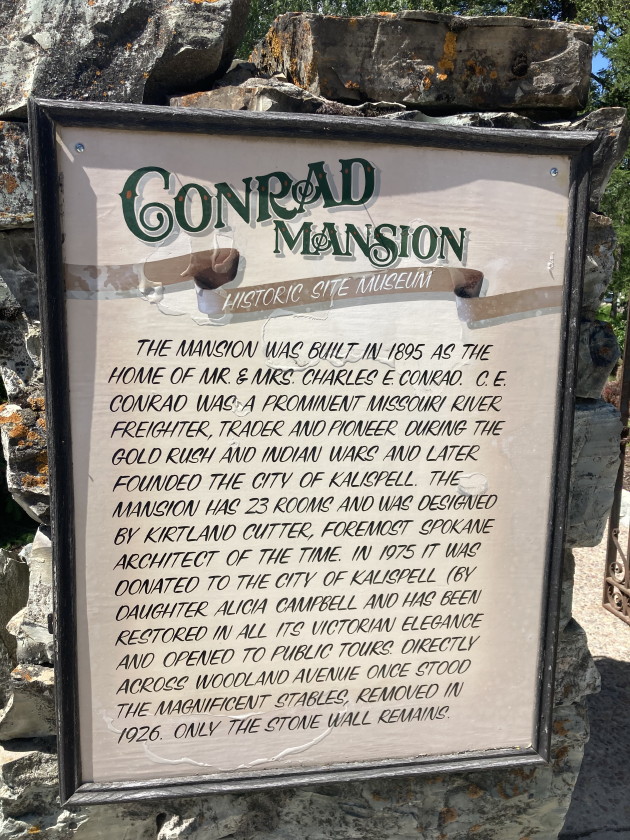 CONRAD
MANSION
HISTORIC SITE MUSEUM
THE MANSION WAS BUILT IN 1895 AS THE
HOME OF MR. & MRS. CHARLES E. CONRAD. C. E.
CONRAD WAS A PROMINENT MISSOURI RIVER
FREIGHTER, TRADER AND PIONEER DURING THE
GOLD RUSH AND INDIAN WARS AND LATER
FOUNDED THE CITY OF KALISPELL. THE
MANSION HAS 23 ROOMS AND WAS DESIGNED
BY KIRTLAND CUTTER, FOREMOST SPOKANE
ARCHITECT OF THE TIME. IN 1975 IT WAS
DONATED TO THE CITY OF KALISPELL (BY
DAUGHTER ALICIA CAMPBELL AND HAS BEEN
RESTORED IN ALL ITS VICTORIAN ELEGANCE
AND OPENED TO PUBLIC TOURS. DIRECTLY
ACROSS WOODLAND AVENUE ONCE STOOD
THE MAGNIFICENT STABLES, REMOVED IN
1926. ONLY THE STONE WALL REMAINS.